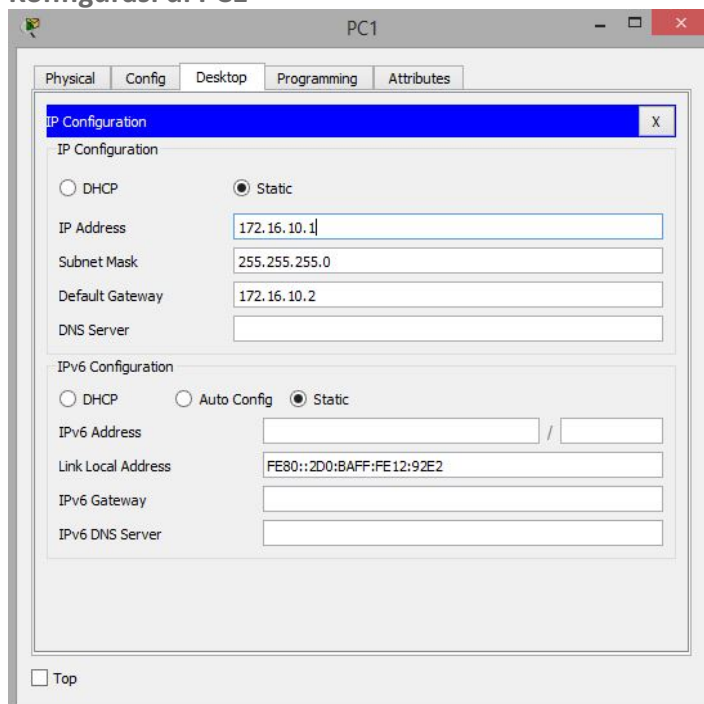 Konfigurasi di PC1
PC1
Physical Config Desktop Programming Attributes
IP Configuration X
IP Configuration
DHCP Static
IP Address 172.16.10.1
Subnet Mask 255.255.255.0
Default Gateway 172.16.10.2
DNS Server
IPv6 Configuration
DHCP Auto Config Static
IPv6 Address /
Link Local Address FE80::2D0:BAFF:FE12:92E2
IPv6 Gateway
IPv6 DNS Server
Top